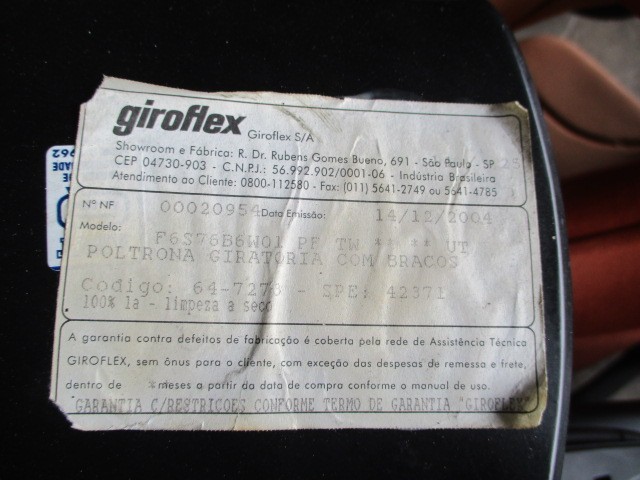 giroflex Giroflex S/A
Showroom e Fábrica: R. Dr. Rubens Gomes Bueno, 691 - São Paulo - SP
CEP 04730-903 - C.N.P.J.: 56.992.902/0001-06 - Indústria Brasileira
Atendimento ao Cliente: 0800-112580 - Fax: (011) 5641-2749 ou 5641-4785
Nº NF 00020954 Data Emissão: 14/12/2004
Modelo: F6S76B6W01 PF TW ** ** UT
POLTRONA GIRATORIA COM BRACOS
Codigo: 64-7278 - SPE: 42371
100% la - limpeza a seco
A garantia contra defeitos de fabricação é coberta pela rede de Assistência Técnica
GIROFLEX, sem ônus para o cliente, com exceção das despesas de remessa e frete,
dentro de * meses a partir da data de compra conforme o manual de uso.
GARANTIA C/RESTRICOES CONFORME TERMO DE GARANTIA "GIROFLEX"
962